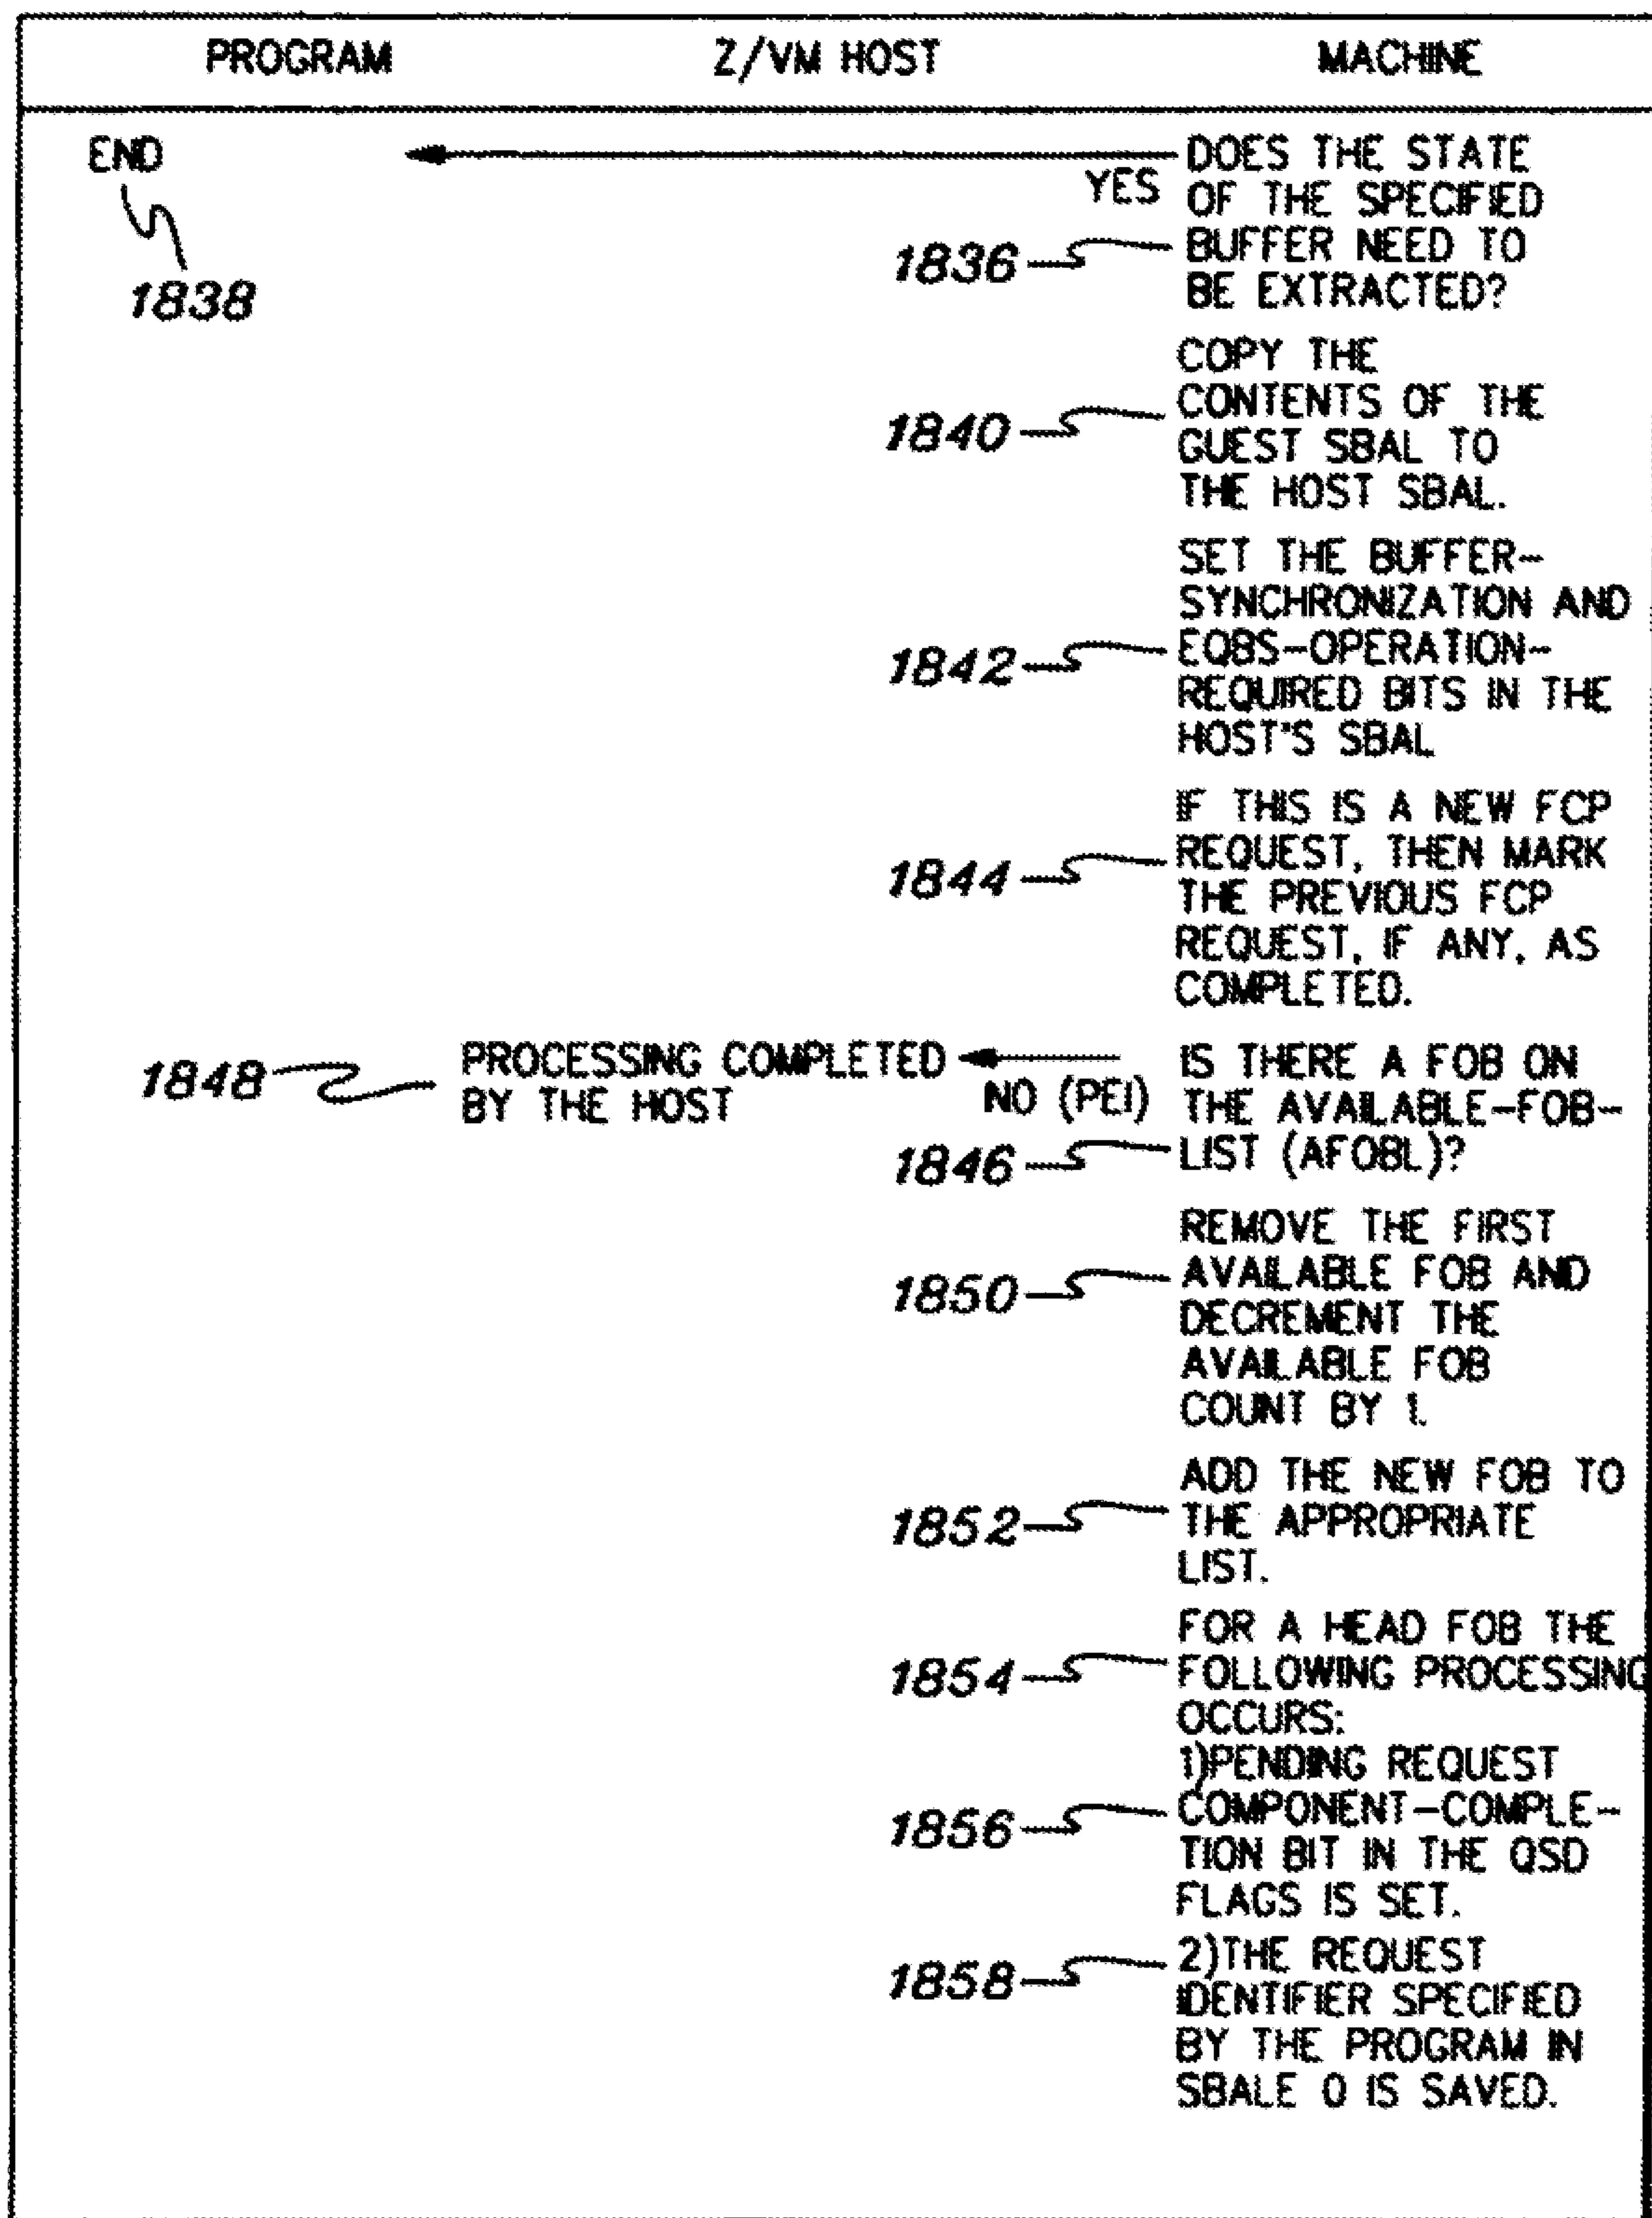 PROGRAM Z/VM HOST MACHINE
END
1838
YES
1836
DOES THE STATE
OF THE SPECIFIED
BUFFER NEED TO
BE EXTRACTED?
1840
COPY THE
CONTENTS OF THE
GUEST SBAL TO
THE HOST SBAL.
1842
SET THE BUFFER-
SYNCHRONIZATION AND
EQBS-OPERATION-
REQUIRED BITS IN THE
HOST'S SBAL
1844
IF THIS IS A NEW FCP
REQUEST, THEN MARK
THE PREVIOUS FCP
REQUEST, IF ANY, AS
COMPLETED.
1848
PROCESSING COMPLETED
BY THE HOST
NO (PEI)
1846
IS THERE A FOB ON
THE AVAILABLE-FOB-
LIST (AFOBL)?
1850
REMOVE THE FIRST
AVAILABLE FOB AND
DECREMENT THE
AVAILABLE FOB
COUNT BY 1.
1852
ADD THE NEW FOB TO
THE APPROPRIATE
LIST.
1854
FOR A HEAD FOB THE
FOLLOWING PROCESSING
OCCURS:
1856
1)PENDING REQUEST
COMPONENT-COMPLE-
TION BIT IN THE QSD
FLAGS IS SET.
1858
2)THE REQUEST
IDENTIFIER SPECIFIED
BY THE PROGRAM IN
SBALE 0 IS SAVED.